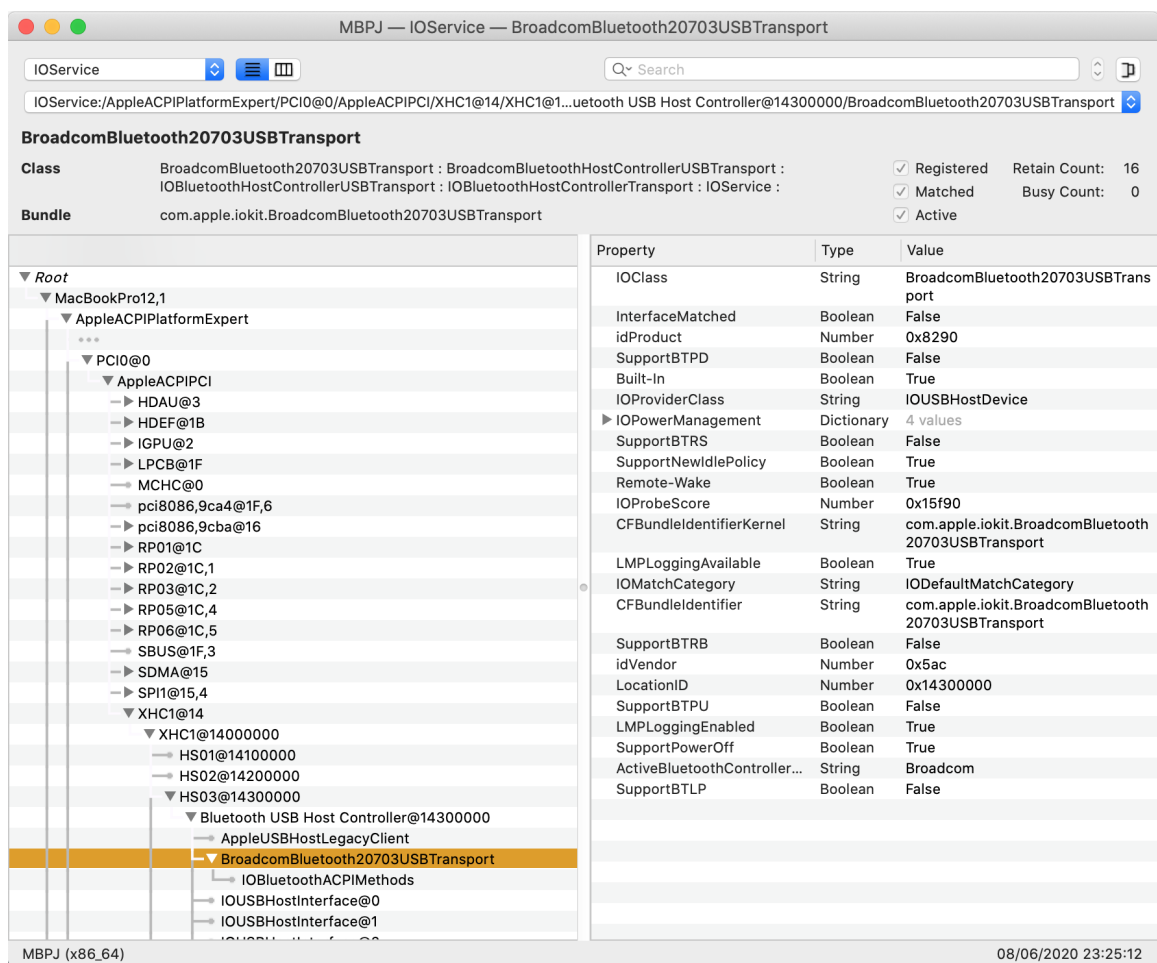 MBPJ — IOService — BroadcomBluetooth20703USBTransport
IOService
Search
IOService:/AppleACPIPlatformExpert/PCI0@0/AppleACPIPCI/XHC1@14/XHC1@1...uetooth USB Host Controller@14300000/BroadcomBluetooth20703USBTransport
BroadcomBluetooth20703USBTransport
Class
BroadcomBluetooth20703USBTransport : BroadcomBluetoothHostControllerUSBTransport :
IOBluetoothHostControllerUSBTransport : IOBluetoothHostControllerTransport : IOService :
Bundle
com.apple.iokit.BroadcomBluetooth20703USBTransport
Registered Retain Count: 16
Matched Busy Count: 0
Active
Root
MacBookPro12,1
AppleACPIPlatformExpert
PCI0@0
AppleACPIPCI
HDAU@3
HDEF@1B
IGPU@2
LPCB@1F
MCHC@0
pci8086,9ca4@1F,6
pci8086,9cba@16
RP01@1C
RP02@1C,1
RP03@1C,2
RP05@1C,4
RP06@1C,5
SBUS@1F,3
SDMA@15
SPI1@15,4
XHC1@14
XHC1@14000000
HS01@14100000
HS02@14200000
HS03@14300000
Bluetooth USB Host Controller@14300000
AppleUSBHostLegacyClient
BroadcomBluetooth20703USBTransport
IOBluetoothACPIMethods
IOUSBHostInterface@0
IOUSBHostInterface@1
Property Type Value
IOClass String BroadcomBluetooth20703USBTrans
port
InterfaceMatched Boolean False
idProduct Number 0x8290
SupportBTPD Boolean False
Built-In Boolean True
IOProviderClass String IOUSBHostDevice
IOPowerManagement Dictionary 4 values
SupportBTRS Boolean False
SupportNewIdlePolicy Boolean True
Remote-Wake Boolean True
IOProbeScore Number 0x15f90
CFBundleIdentifierKernel String com.apple.iokit.BroadcomBluetooth
20703USBTransport
LMPLoggingAvailable Boolean True
IOMatchCategory String IODefaultMatchCategory
CFBundleIdentifier String com.apple.iokit.BroadcomBluetooth
20703USBTransport
SupportBTRB Boolean False
idVendor Number 0x5ac
LocationID Number 0x14300000
SupportBTPU Boolean False
LMPLoggingEnabled Boolean True
SupportPowerOff Boolean True
ActiveBluetoothController... String Broadcom
SupportBTLP Boolean False
MBPJ (x86_64)
08/06/2020 23:25:12